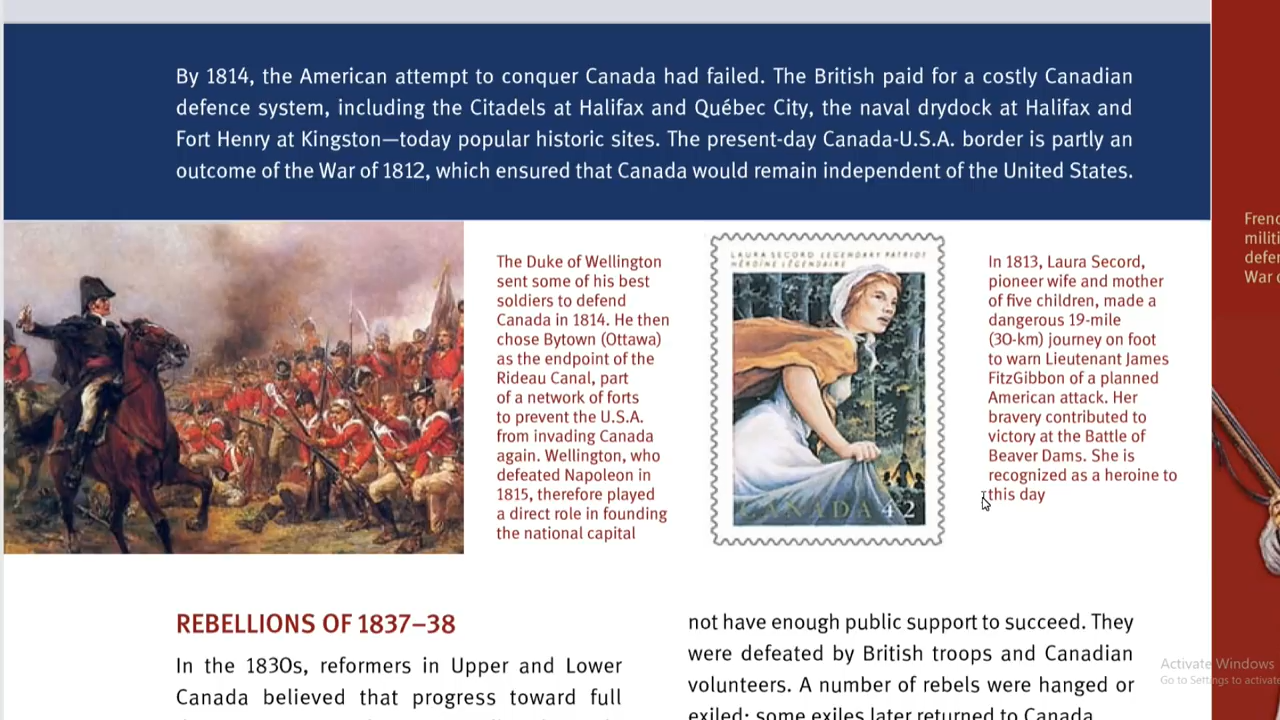 By 1814, the American attempt to conquer Canada had failed. The British paid for a costly Canadian
defence system, including the Citadels at Halifax and Québec City, the naval drydock at Halifax and
Fort Henry at Kingston—today popular historic sites. The present-day Canada-U.S.A. border is partly an
outcome of the War of 1812, which ensured that Canada would remain independent of the United States.
The Duke of Wellington
sent some of his best
soldiers to defend
Canada in 1814. He then
chose Bytown (Ottawa)
as the endpoint of the
Rideau Canal, part
of a network of forts
to prevent the U.S.A.
from invading Canada
again. Wellington, who
defeated Napoleon in
1815, therefore played
a direct role in founding
the national capital
LAURA SECORD LEGENDARY PATRIOT
HÉROÏNE LÉGENDAIRE
CANADA 42
In 1813, Laura Secord,
pioneer wife and mother
of five children, made a
dangerous 19-mile
(30-km) journey on foot
to warn Lieutenant James
FitzGibbon of a planned
American attack. Her
bravery contributed to
victory at the Battle of
Beaver Dams. She is
recognized as a heroine to
this day
REBELLIONS OF 1837–38
In the 1830s, reformers in Upper and Lower
Canada believed that progress toward full
not have enough public support to succeed. They
were defeated by British troops and Canadian
volunteers. A number of rebels were hanged or
exiled; some exiles later returned to Canada.
Frenc
militi
defen
War o
Activate Windows
Go to Settings to activate